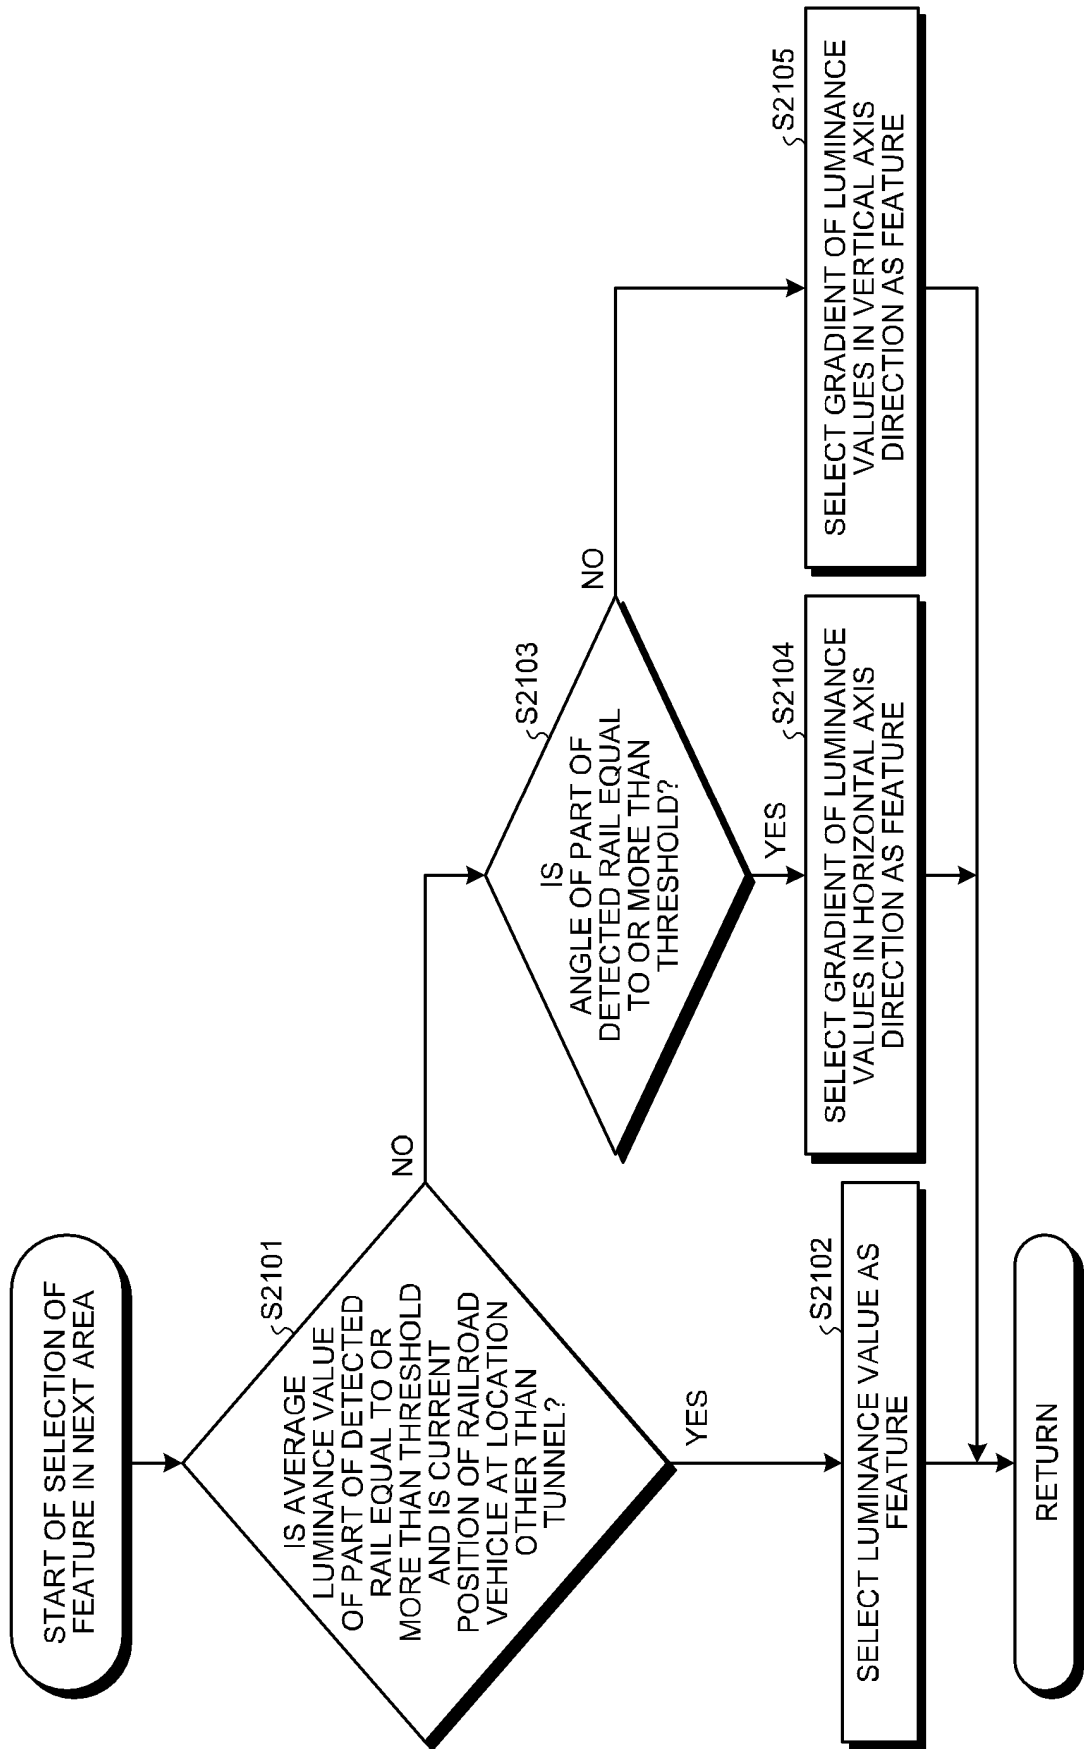 START OF SELECTION OF
FEATURE IN NEXT AREA
S2101
IS AVERAGE
LUMINANCE VALUE
OF PART OF DETECTED
RAIL EQUAL TO OR
MORE THAN THRESHOLD
AND IS CURRENT
POSITION OF RAILROAD
VEHICLE AT LOCATION
OTHER THAN
TUNNEL?
NO
YES
S2103
IS
ANGLE OF PART OF
DETECTED RAIL EQUAL
TO OR MORE THAN
THRESHOLD?
NO
YES
S2102
SELECT LUMINANCE VALUE AS
FEATURE
S2104
SELECT GRADIENT OF LUMINANCE
VALUES IN HORIZONTAL AXIS
DIRECTION AS FEATURE
S2105
SELECT GRADIENT OF LUMINANCE
VALUES IN VERTICAL AXIS
DIRECTION AS FEATURE
RETURN